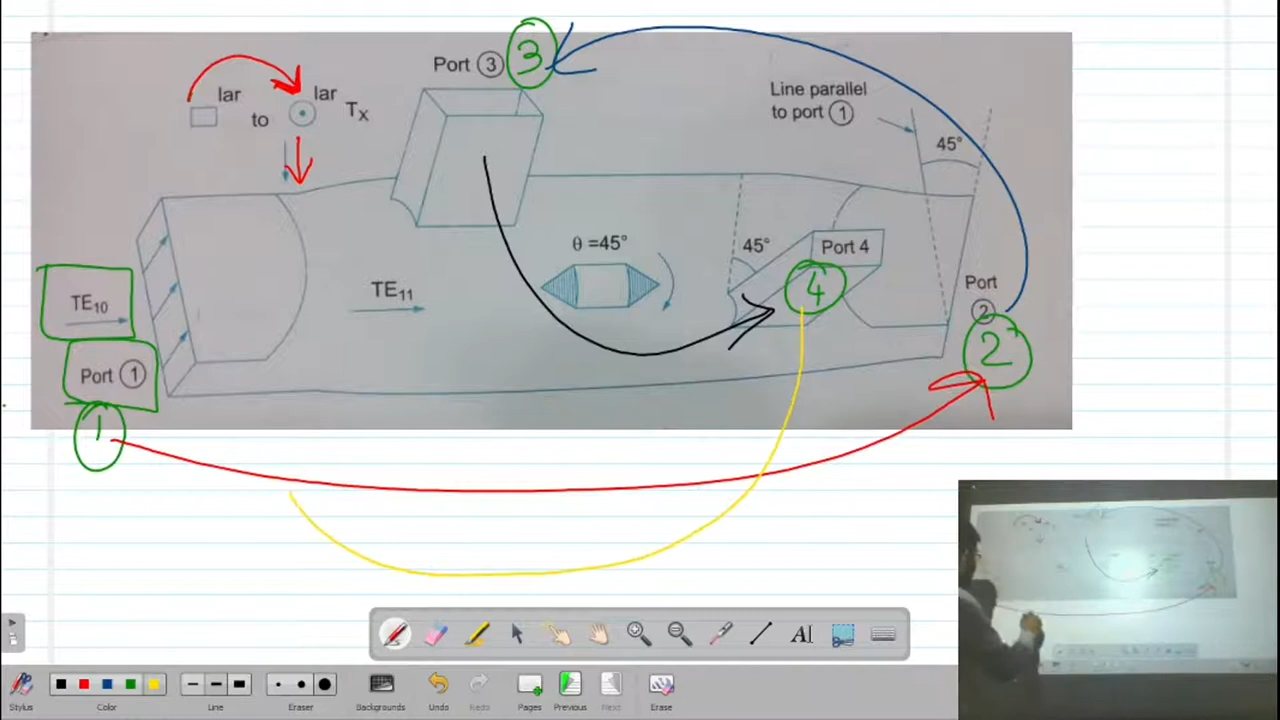 Port ③ 3
lar to lar Tx
Line parallel
to port ①
45°
θ =45°
45°
Port 4
4
TE₁₀
TE₁₁
Port
②
2
Port ①
1
Stylus
Color
Line
Eraser
Backgrounds
Undo
Redo
Pages
Previous
Next
Erase
A